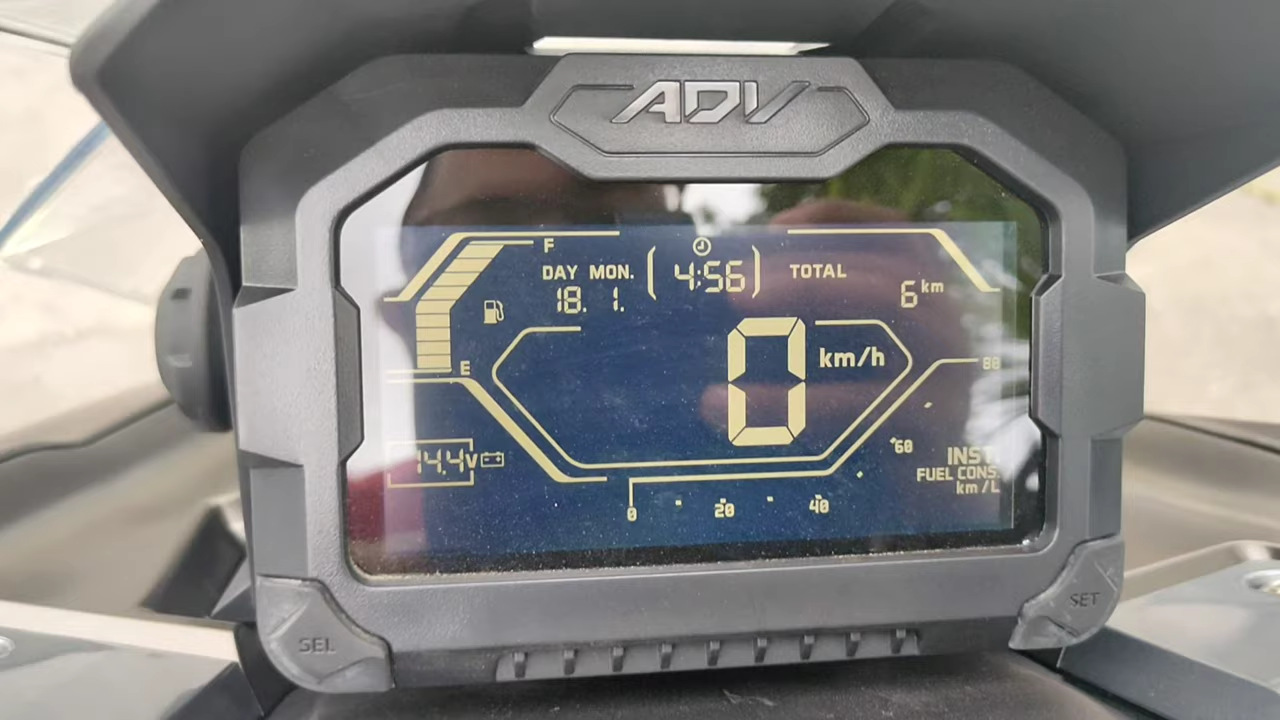 ADV
F
DAY MON. 4:56 TOTAL
18. 1. 6 km
0 km/h
E
80
14.4V
60
INST.
FUEL CONS.
km/L
0 20 40
SEL SET